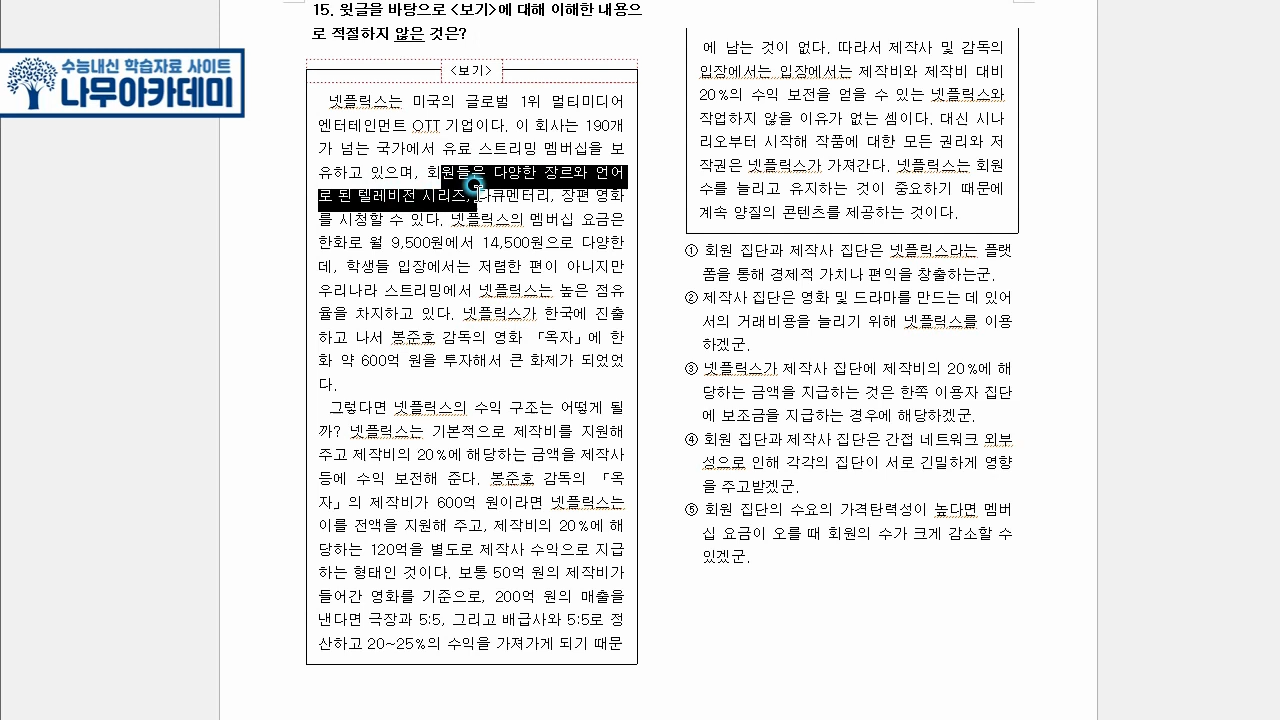 15. 윗글을 바탕으로 <보기>에 대해 이해한 내용으
로 적절하지 않은 것은?
수능내신 학습자료 사이트
나무아카데미
<보기>
넷플릭스는 미국의 글로벌 1위 멀티미디어
엔터테인먼트 OTT 기업이다. 이 회사는 190개
가 넘는 국가에서 유료 스트리밍 멤버십을 보
유하고 있으며, 회원들은 다양한 장르와 언어
로 된 텔레비전 시리즈, 다큐멘터리, 장편 영화
를 시청할 수 있다. 넷플릭스의 멤버십 요금은
한화로 월 9,500원에서 14,500원으로 다양한
데, 학생들 입장에서는 저렴한 편이 아니지만
우리나라 스트리밍에서 넷플릭스는 높은 점유
율을 차지하고 있다. 넷플릭스가 한국에 진출
하고 나서 봉준호 감독의 영화 「옥자」에 한
화 약 600억 원을 투자해서 큰 화제가 되었었
다.
그렇다면 넷플릭스의 수익 구조는 어떻게 될
까? 넷플릭스는 기본적으로 제작비를 지원해
주고 제작비의 20%에 해당하는 금액을 제작사
등에 수익 보전해 준다. 봉준호 감독의 「옥
자」의 제작비가 600억 원이라면 넷플릭스는
이를 전액을 지원해 주고, 제작비의 20%에 해
당하는 120억을 별도로 제작사 수익으로 지급
하는 형태인 것이다. 보통 50억 원의 제작비가
들어간 영화를 기준으로, 200억 원의 매출을
낸다면 극장과 5:5, 그리고 배급사와 5:5로 정
산하고 20~25%의 수익을 가져가게 되기 때문
에 남는 것이 없다. 따라서 제작사 및 감독의
입장에서는 입장에서는 제작비와 제작비 대비
20%의 수익 보전을 받을 수 있는 넷플릭스와
작업하지 않을 이유가 없는 셈이다. 대신 시나
리오부터 시작해 작품에 대한 모든 권리와 저
작권은 넷플릭스가 가져간다. 넷플릭스는 회원
수를 늘리고 유지하는 것이 중요하기 때문에
계속 양질의 콘텐츠를 제공하는 것이다.
① 회원 집단과 제작사 집단은 넷플릭스라는 플랫
폼을 통해 경제적 가치나 편익을 창출하는군.
② 제작사 집단은 영화 및 드라마를 만드는 데 있어
서의 거래비용을 늘리기 위해 넷플릭스를 이용
하겠군.
③ 넷플릭스가 제작사 집단에 제작비의 20%에 해
당하는 금액을 지급하는 것은 한쪽 이용자 집단
에 보조금을 지급하는 경우에 해당하겠군.
④ 회원 집단과 제작사 집단은 간접 네트워크 외부
성으로 인해 각각의 집단이 서로 긴밀하게 영향
을 주고받겠군.
⑤ 회원 집단의 수요의 가격탄력성이 높다면 멤버
십 요금이 오를 때 회원의 수가 크게 감소할 수
있겠군.